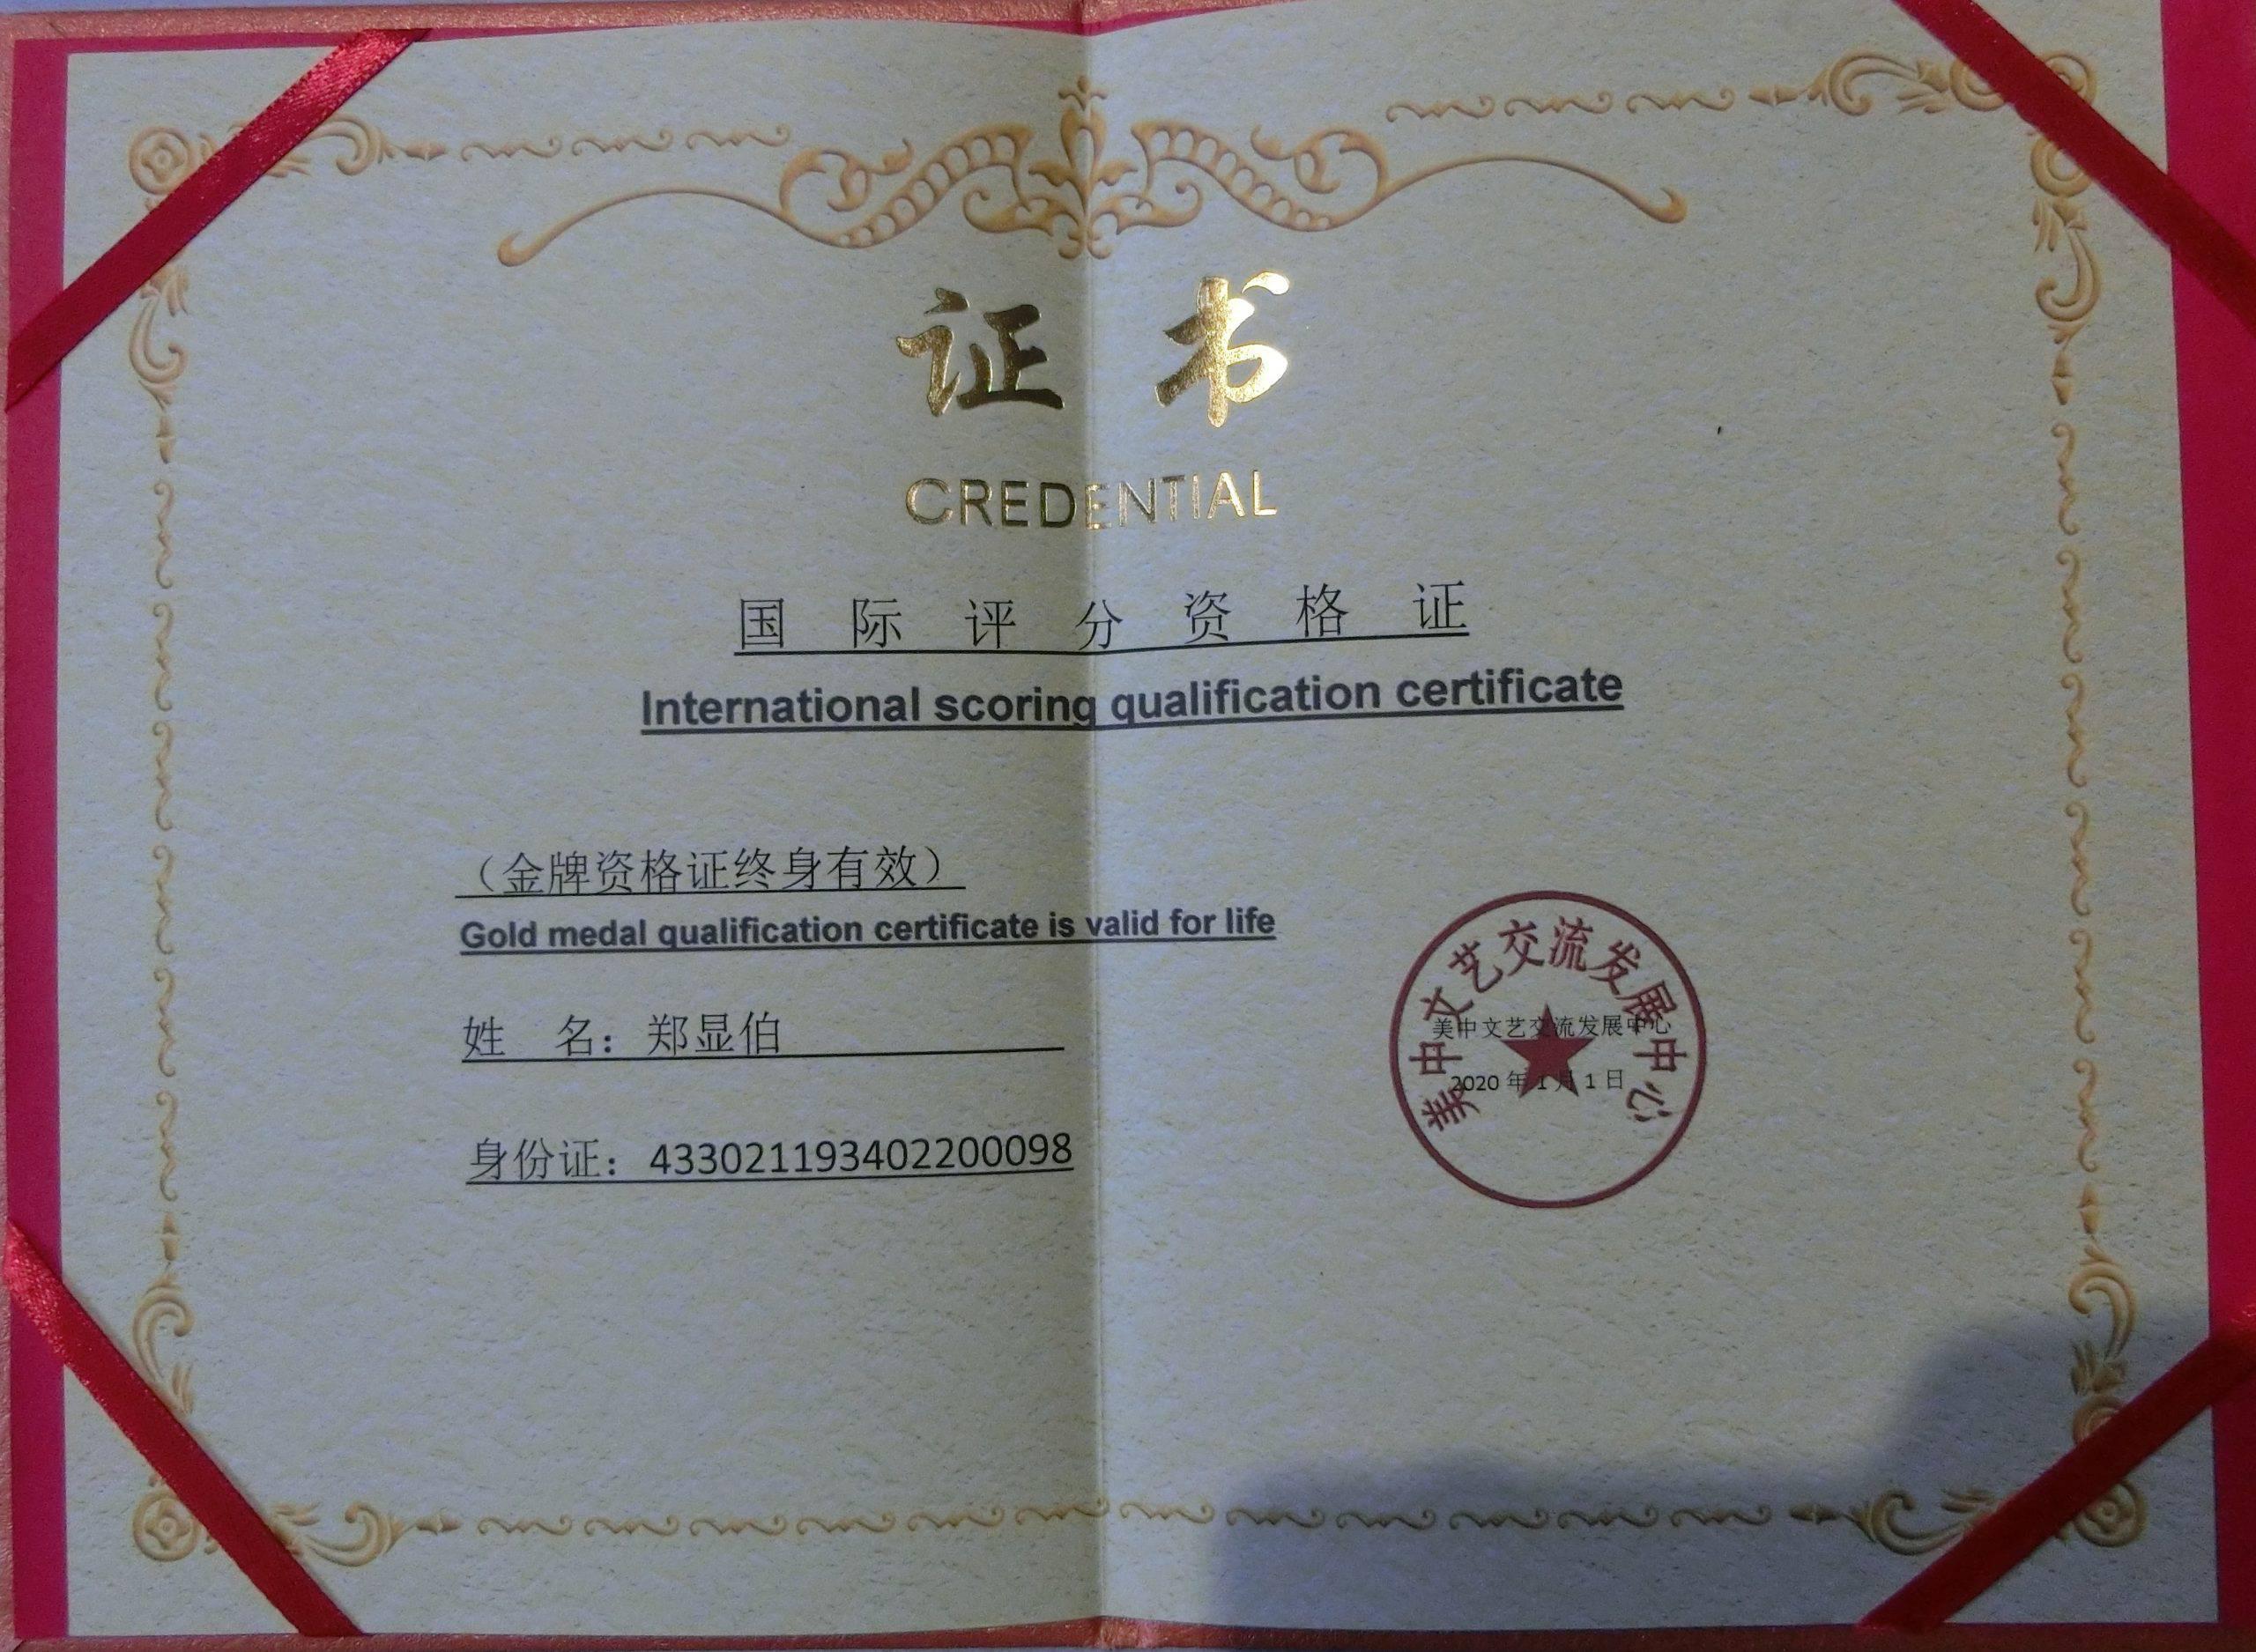 证书
CREDENTIAL
国际评分资格证
International scoring qualification certificate
（金牌资格证终身有效）
Gold medal qualification certificate is valid for life
姓 名：郑显伯
身份证：433021193402200098
美中文艺交流发展中心
美中文艺交流发展中心
2020年1月1日